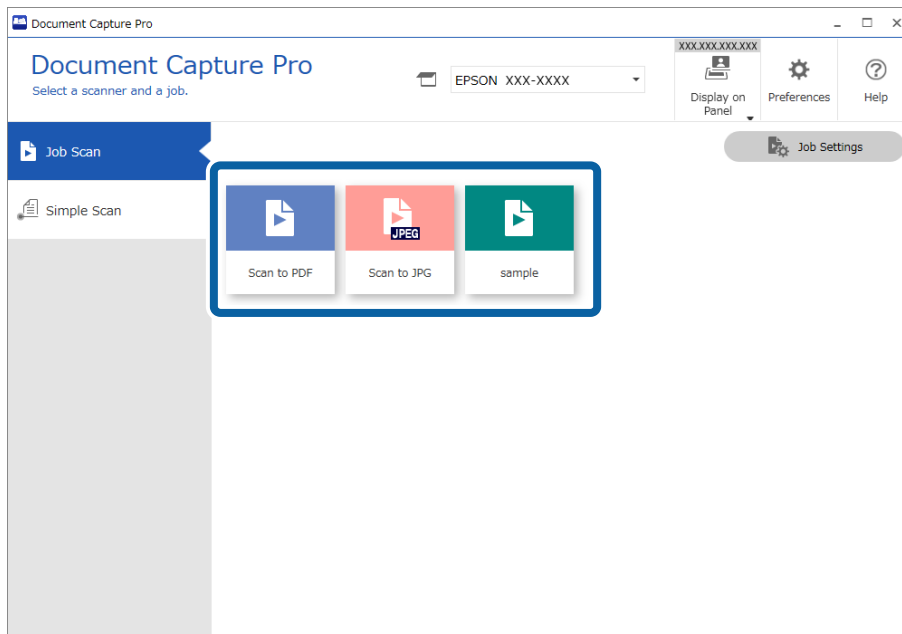 Document Capture Pro
Document Capture Pro
Select a scanner and a job.
EPSON XXX-XXXX
XXX.XXX.XXX.XXX
Display on
Panel
Preferences
Help
Job Scan
Job Settings
Simple Scan
JPEG
Scan to PDF
Scan to JPG
sample